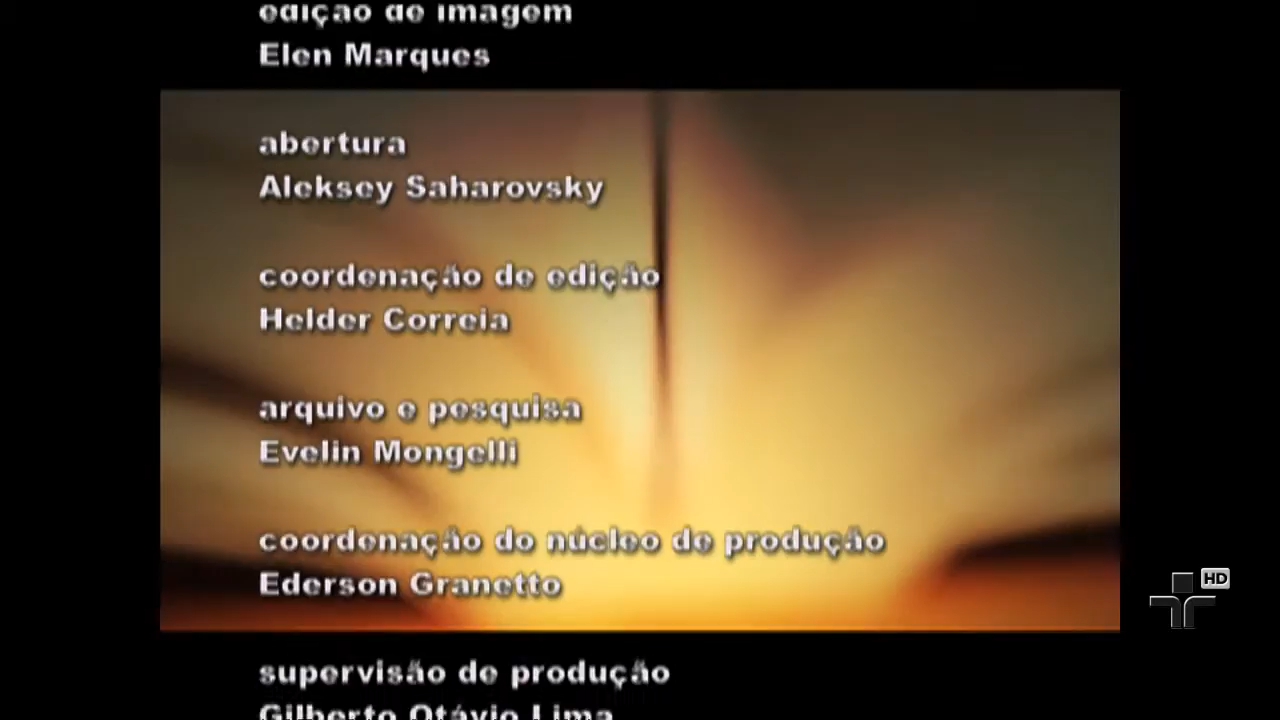 edição de imagem
Elen Marques
abertura
Aleksey Saharovsky
coordenação de edição
Helder Correia
arquivo e pesquisa
Evelin Mongelli
coordenação do núcleo de produção
Ederson Granetto
supervisão de produção
Gilberto Otávio Lima
HD